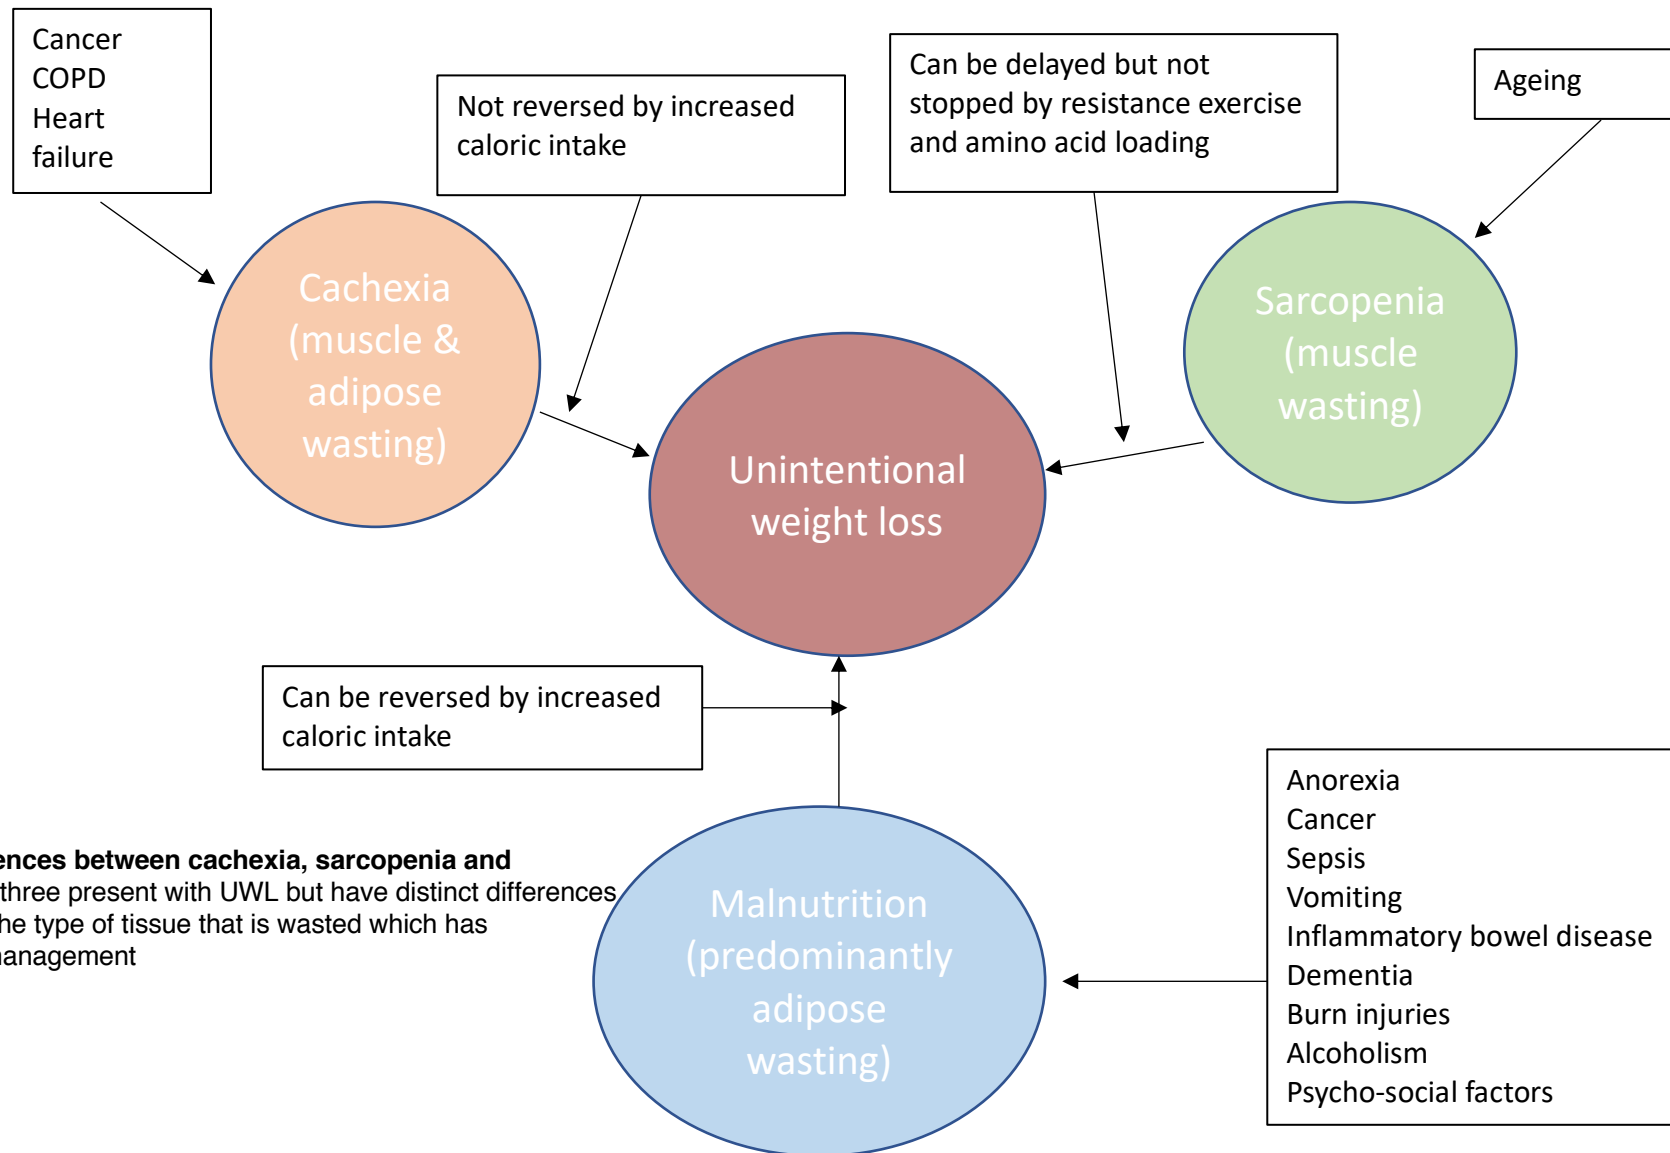 Cancer
COPD
Heart
failure
Not reversed by increased
caloric intake
Can be delayed but not
stopped by resistance exercise
and amino acid loading
Ageing
Cachexia
(muscle &
adipose
wasting)
Sarcopenia
(muscle
wasting)
Unintentional
weight loss
Can be reversed by increased
caloric intake
Anorexia
Cancer
Sepsis
Vomiting
Inflammatory bowel disease
Dementia
Burn injuries
Alcoholism
Psycho-social factors
ences between cachexia, sarcopenia and
three present with UWL but have distinct differences
he type of tissue that is wasted which has
anagement
Malnutrition
(predominantly
adipose
wasting)